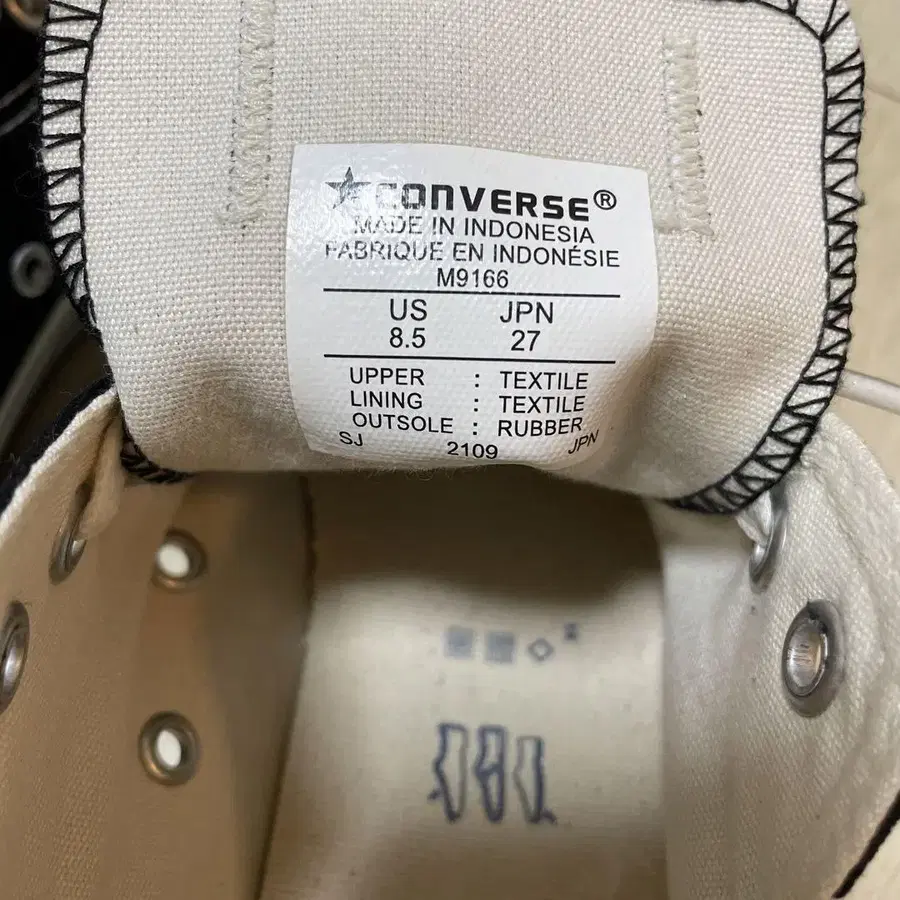 CONVERSE®
MADE IN INDONESIA
FABRIQUE EN INDONÉSIE
M9166
US JPN
8.5 27
UPPER : TEXTILE
LINING : TEXTILE
OUTSOLE : RUBBER
SJ 2109 JPN